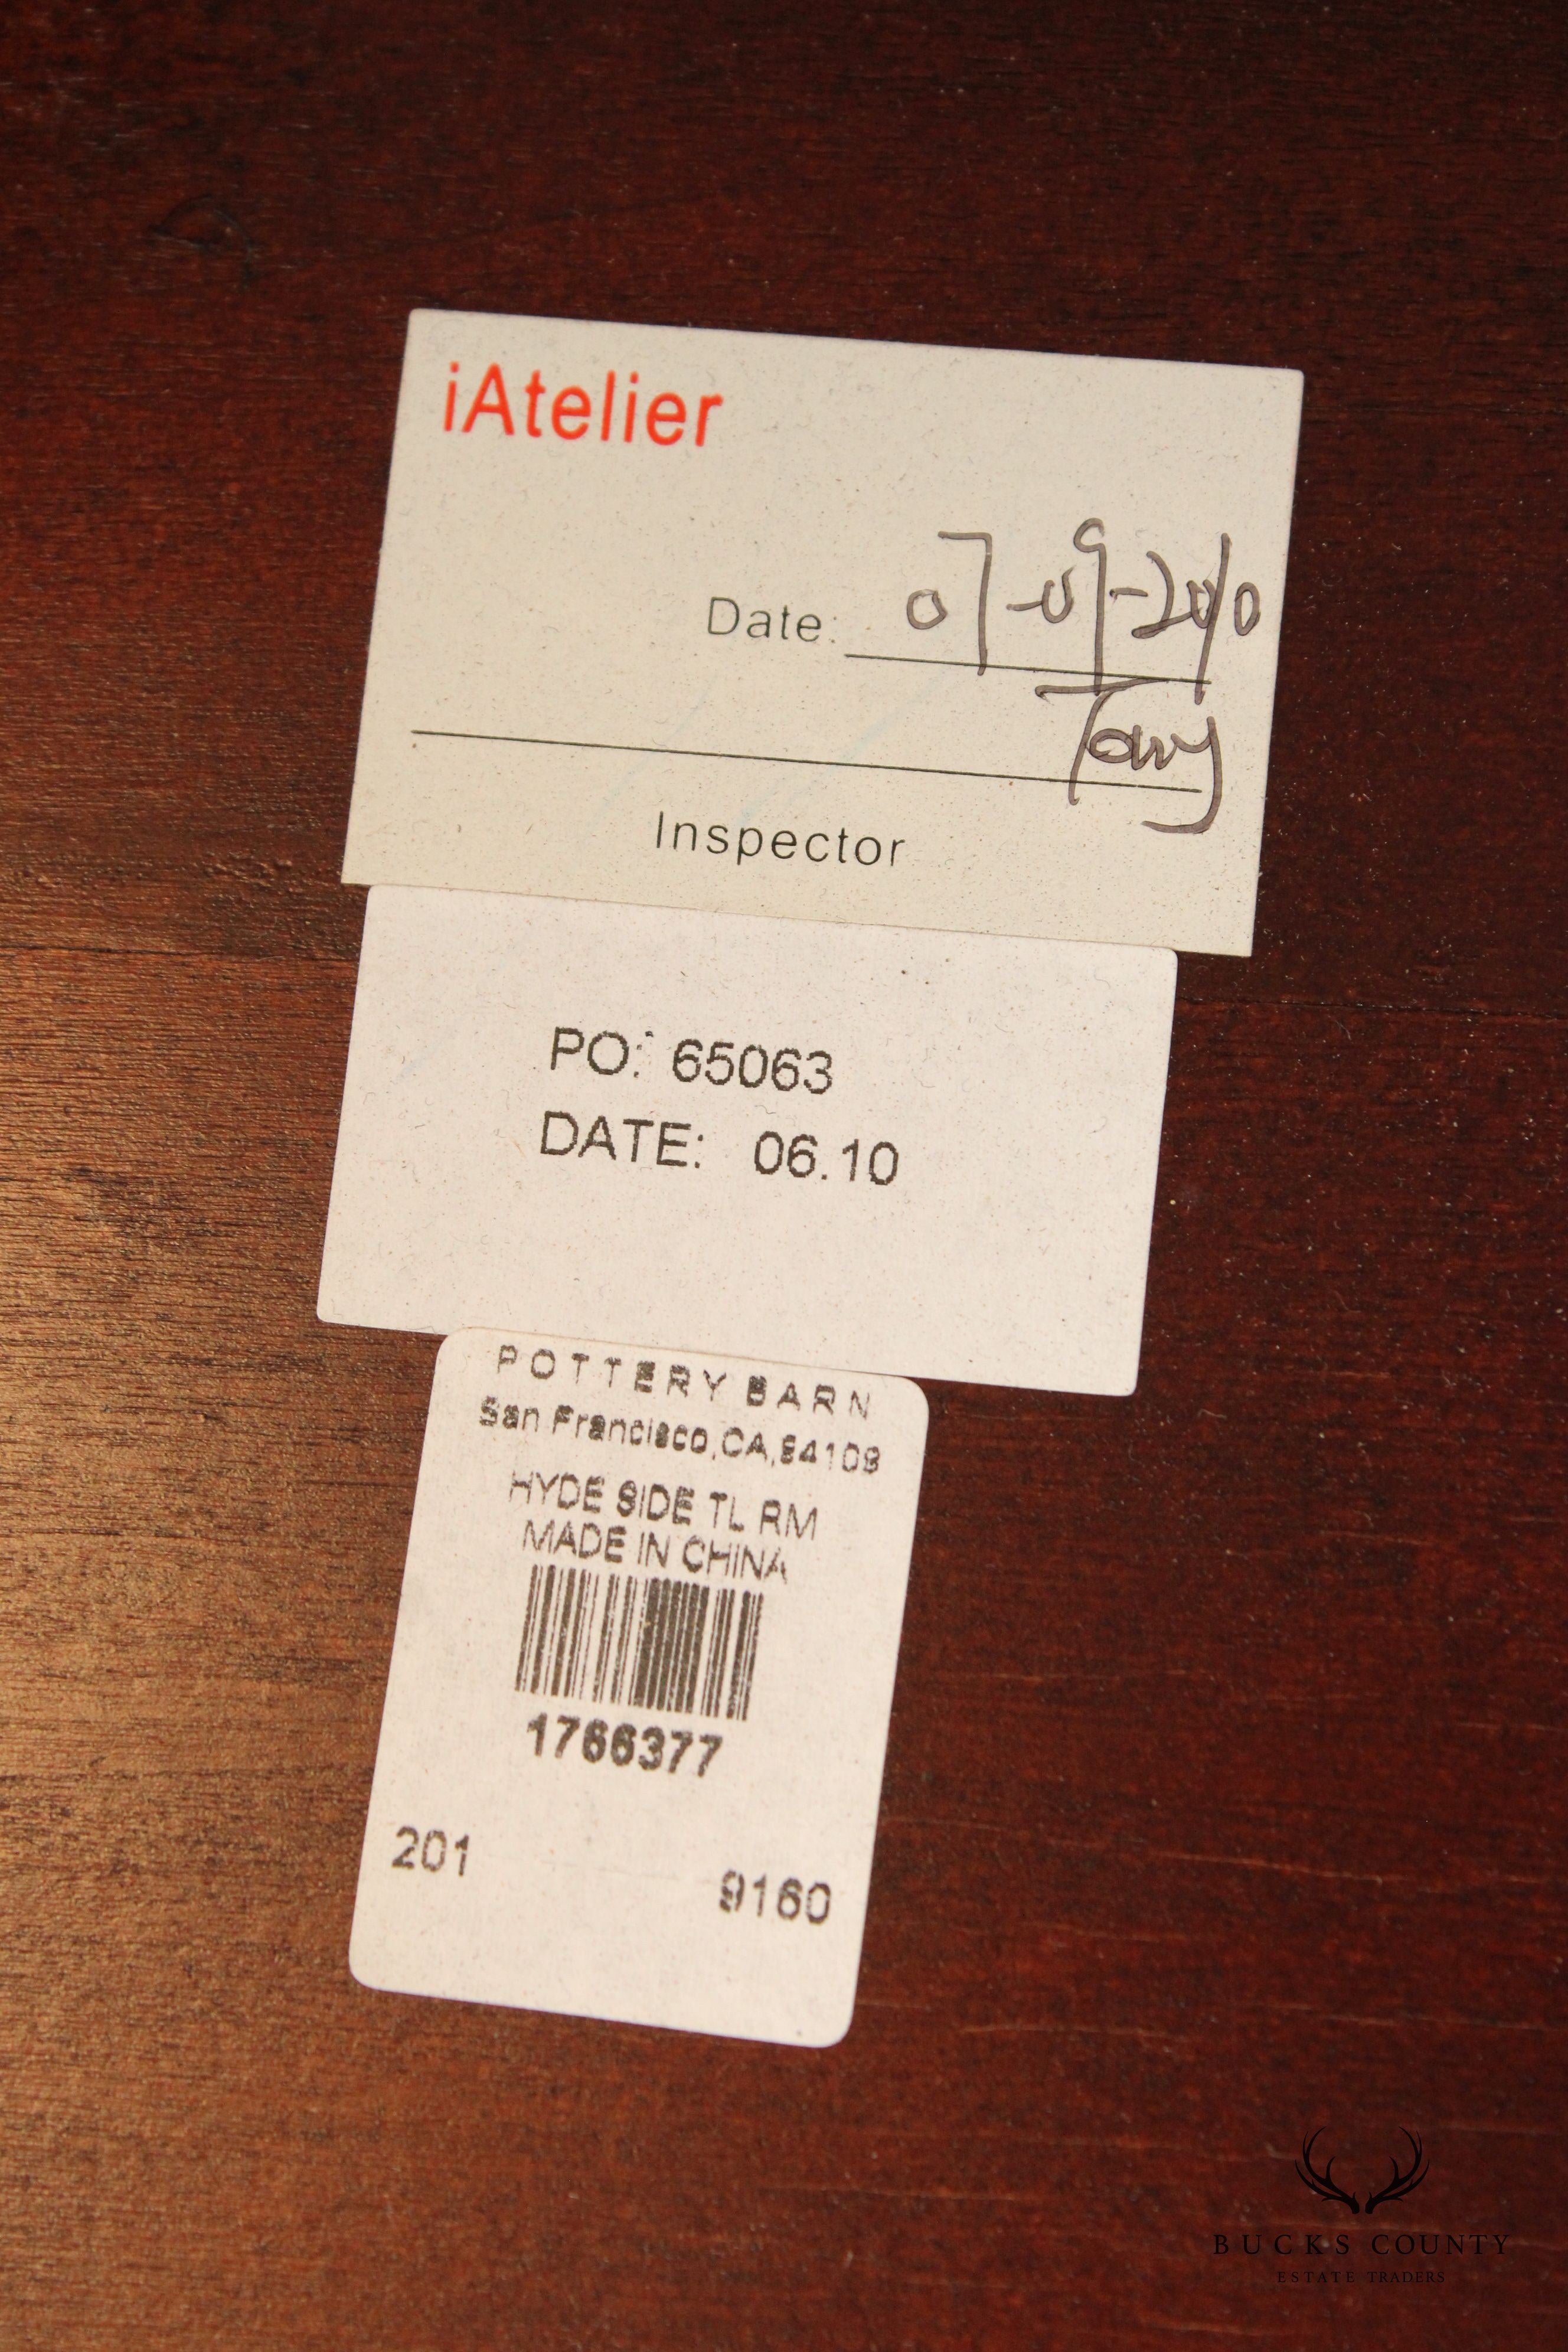 iAtelier
Date: 07-09-2010
Tony
Inspector
PO: 65063
DATE: 06.10
POTTERY BARN
San Francisco,CA,94109
HYDE SIDE TL RM
MADE IN CHINA
1766377
201 9160
BUCKS COUNTY
ESTATE TRADERS